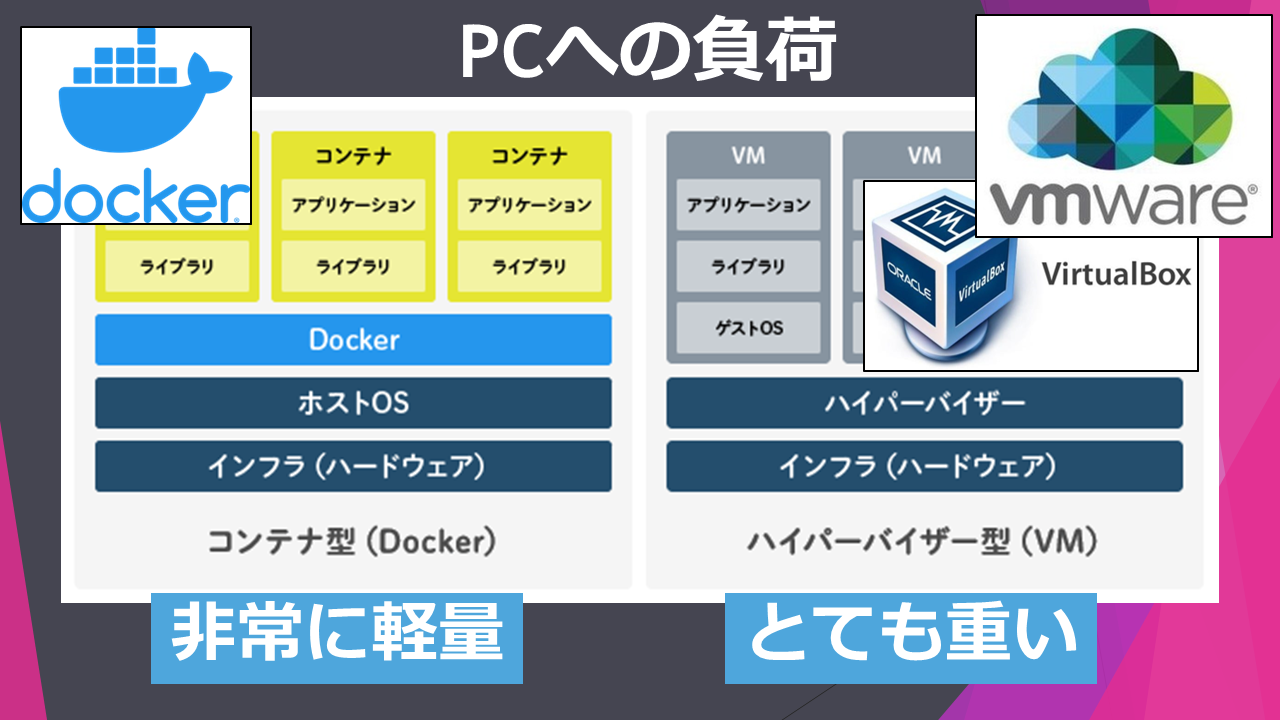 PCへの負荷
docker
vmware®
コンテナ
コンテナ
アプリケーション
アプリケーション
ライブラリ
ライブラリ
ライブラリ
Docker
ホストOS
インフラ（ハードウェア）
コンテナ型（Docker）
VM
VM
アプリケーション
ライブラリ
ゲストOS
ORACLE
VirtualBox
VirtualBox
ハイパーバイザー
インフラ（ハードウェア）
ハイパーバイザー型（VM）
非常に軽量
とても重い